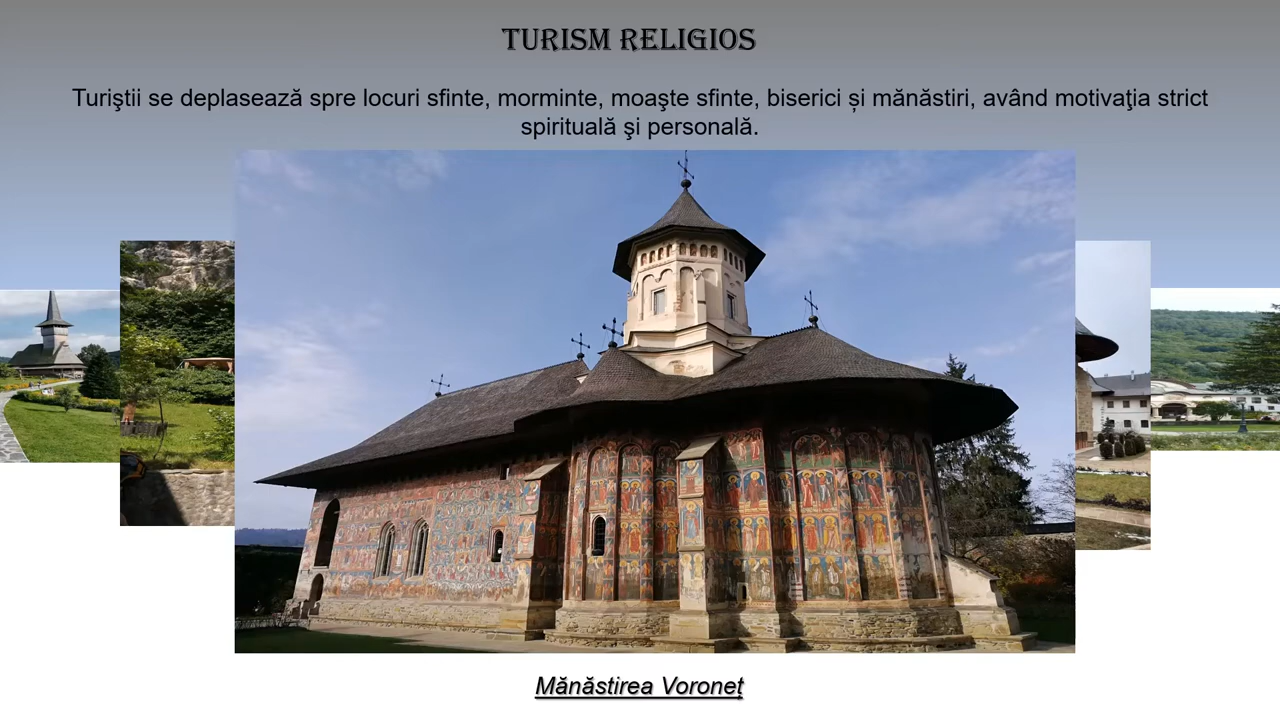 TURISM RELIGIOS
Turiştii se deplasează spre locuri sfinte, morminte, moaşte sfinte, biserici și mănăstiri, având motivaţia strict
spirituală şi personală.
Mănăstirea Voroneț